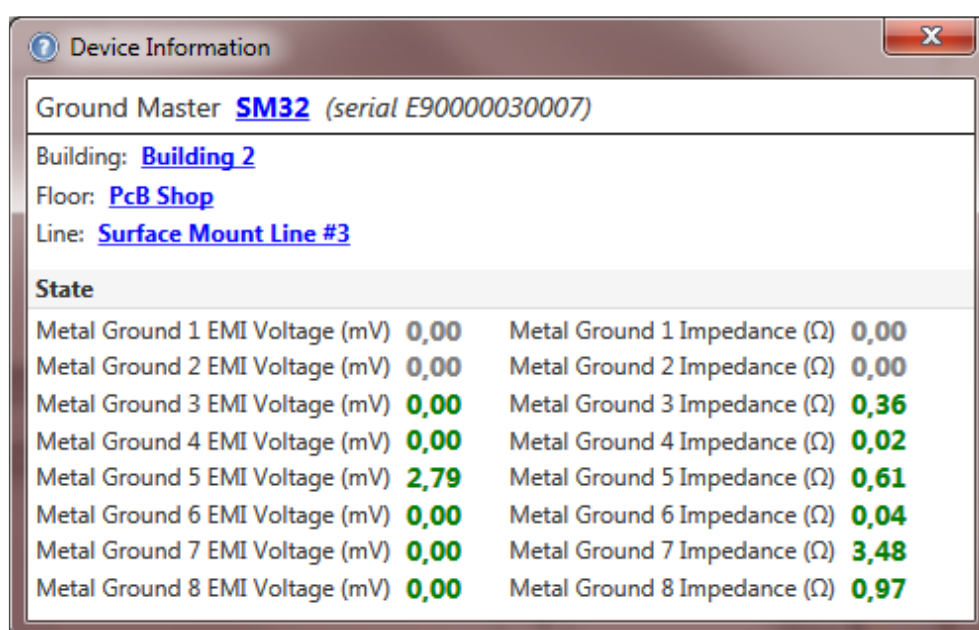 Device Information
Ground Master SM32 (serial E90000030007)
Building: Building 2
Floor: PcB Shop
Line: Surface Mount Line #3
State
Metal Ground 1 EMI Voltage (mV) 0,00 Metal Ground 1 Impedance (Ω) 0,00
Metal Ground 2 EMI Voltage (mV) 0,00 Metal Ground 2 Impedance (Ω) 0,00
Metal Ground 3 EMI Voltage (mV) 0,00 Metal Ground 3 Impedance (Ω) 0,36
Metal Ground 4 EMI Voltage (mV) 0,00 Metal Ground 4 Impedance (Ω) 0,02
Metal Ground 5 EMI Voltage (mV) 2,79 Metal Ground 5 Impedance (Ω) 0,61
Metal Ground 6 EMI Voltage (mV) 0,00 Metal Ground 6 Impedance (Ω) 0,04
Metal Ground 7 EMI Voltage (mV) 0,00 Metal Ground 7 Impedance (Ω) 3,48
Metal Ground 8 EMI Voltage (mV) 0,00 Metal Ground 8 Impedance (Ω) 0,97